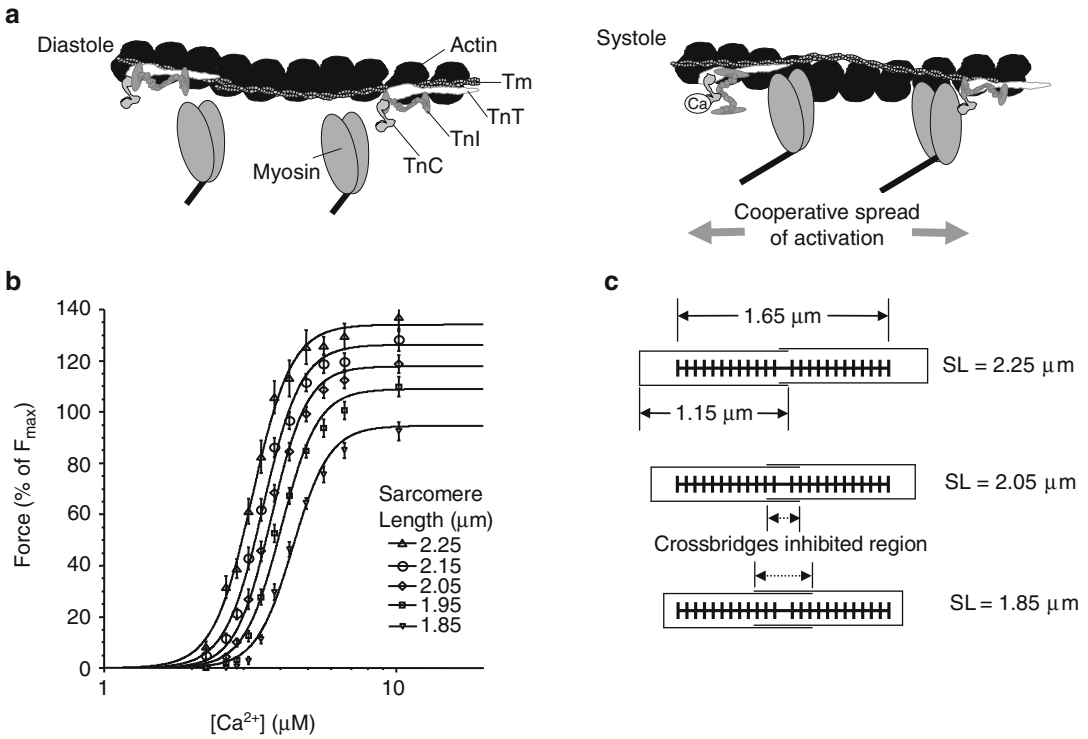 a
Diastole
Actin
Tm
TnT
TnI
TnC
Myosin
Systole
Ca
Cooperative spread
of activation
b
140
120
100
80
60
40
20
0
Force (% of Fmax)
1
10
[Ca2+] (μM)
Sarcomere
Length (μm)
2.25
2.15
2.05
1.95
1.85
c
1.65 μm
SL = 2.25 μm
1.15 μm
SL = 2.05 μm
Crossbridges inhibited region
SL = 1.85 μm